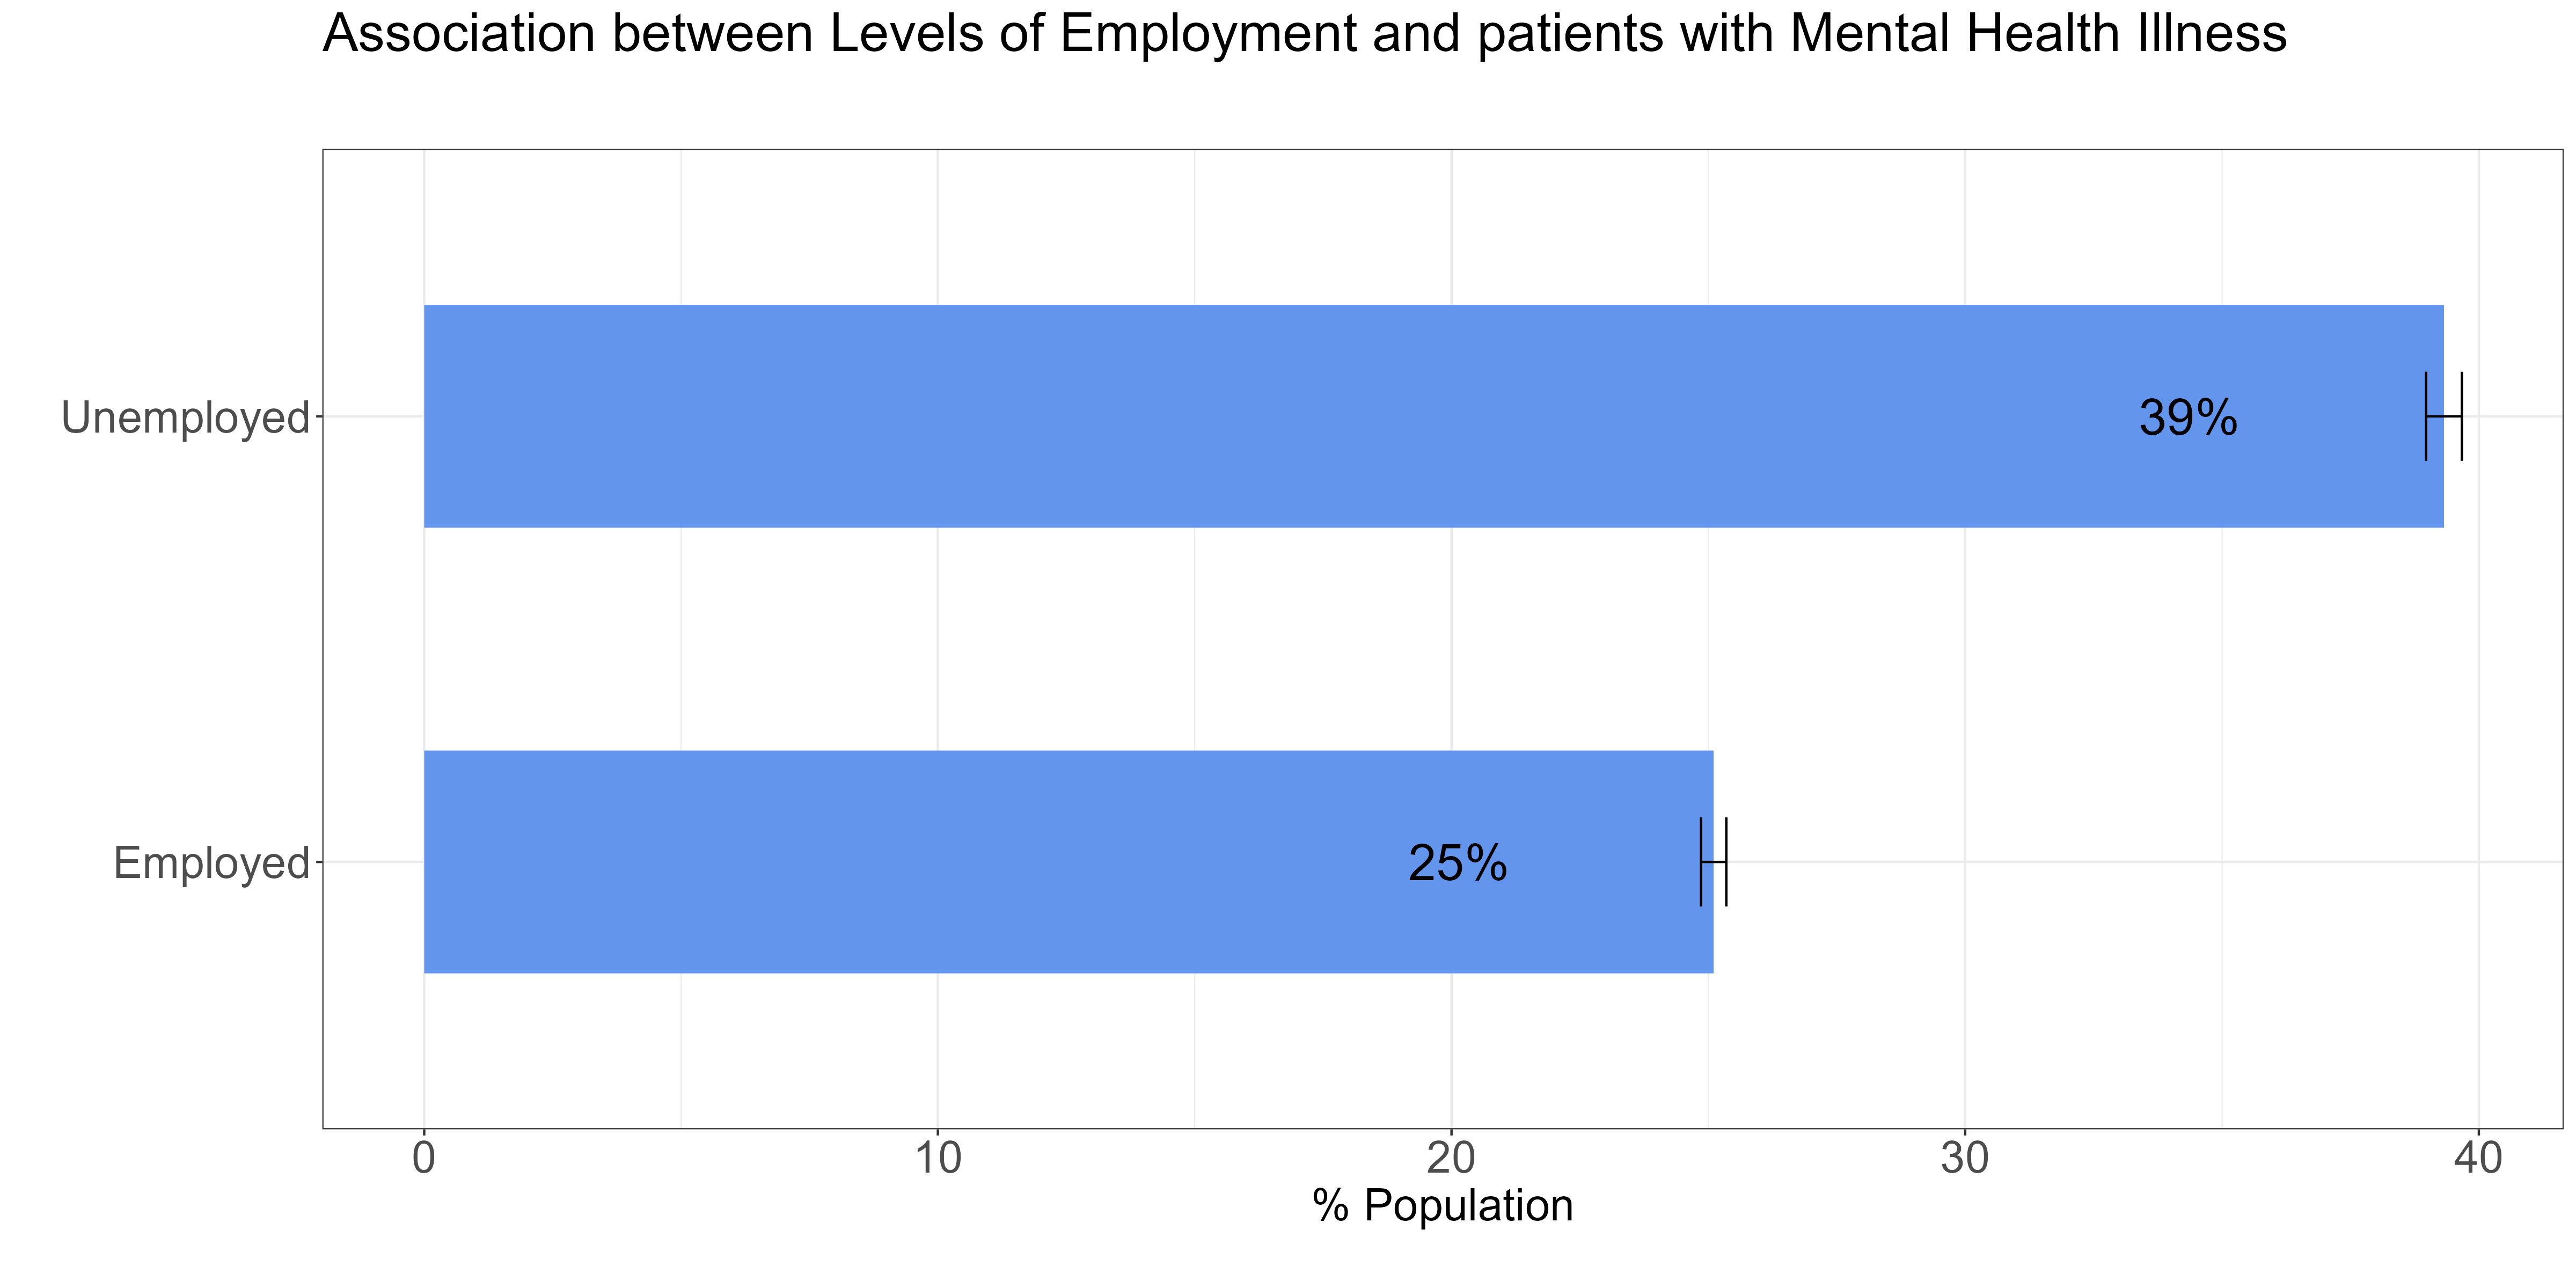 Association between Levels of Employment and patients with Mental Health Illness
Unemployed
39%
Employed
25%
0 10 20 30 40
% Population